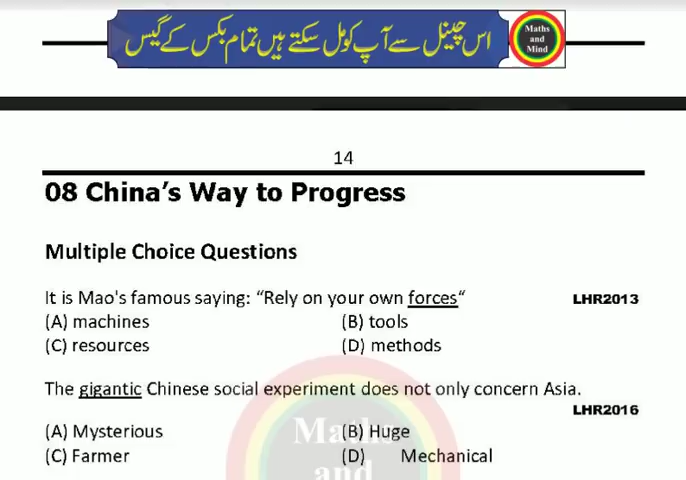 اس چینل سے آپ کو مل سکتے ہیں تمام بکس کے گیس
Maths
and
Mind
14
08 China's Way to Progress
Multiple Choice Questions
It is Mao's famous saying: “Rely on your own forces“ LHR2013
(A) machines (B) tools
(C) resources (D) methods
The gigantic Chinese social experiment does not only concern Asia.
LHR2016
(A) Mysterious (B) Huge
(C) Farmer (D) Mechanical
Maths
and